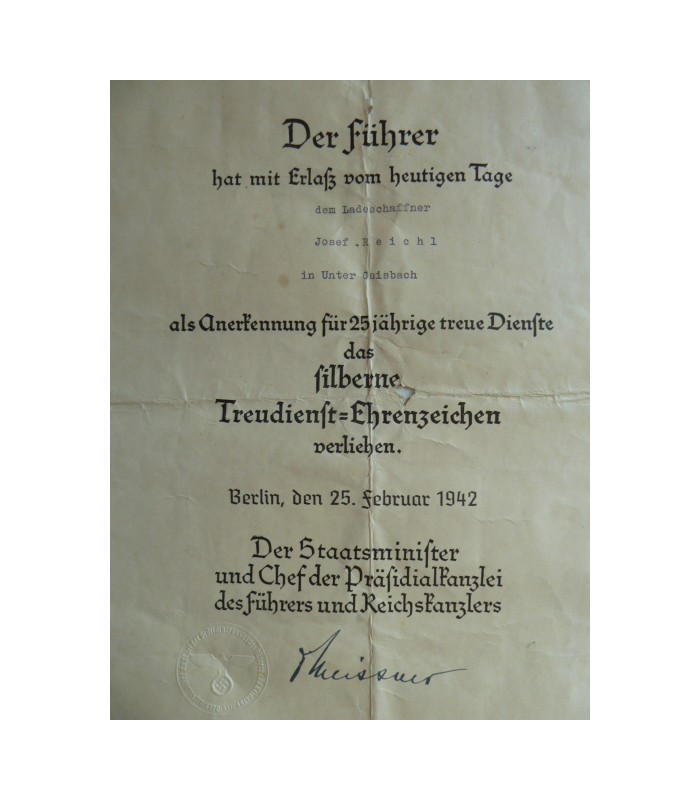 Der Führer
hat mit Erlaß vom heutigen Tage
dem Ladeschaffner
Josef Reichl
in Unter Gaisbach
als Anerkennung für 25jährige treue Dienste
das
silberne
Treudienst=Ehrenzeichen
verliehen.
Berlin, den 25. Februar 1942
Der Staatsminister
und Chef der Präsidialkanzlei
des Führers und Reichskanzlers
Meissner